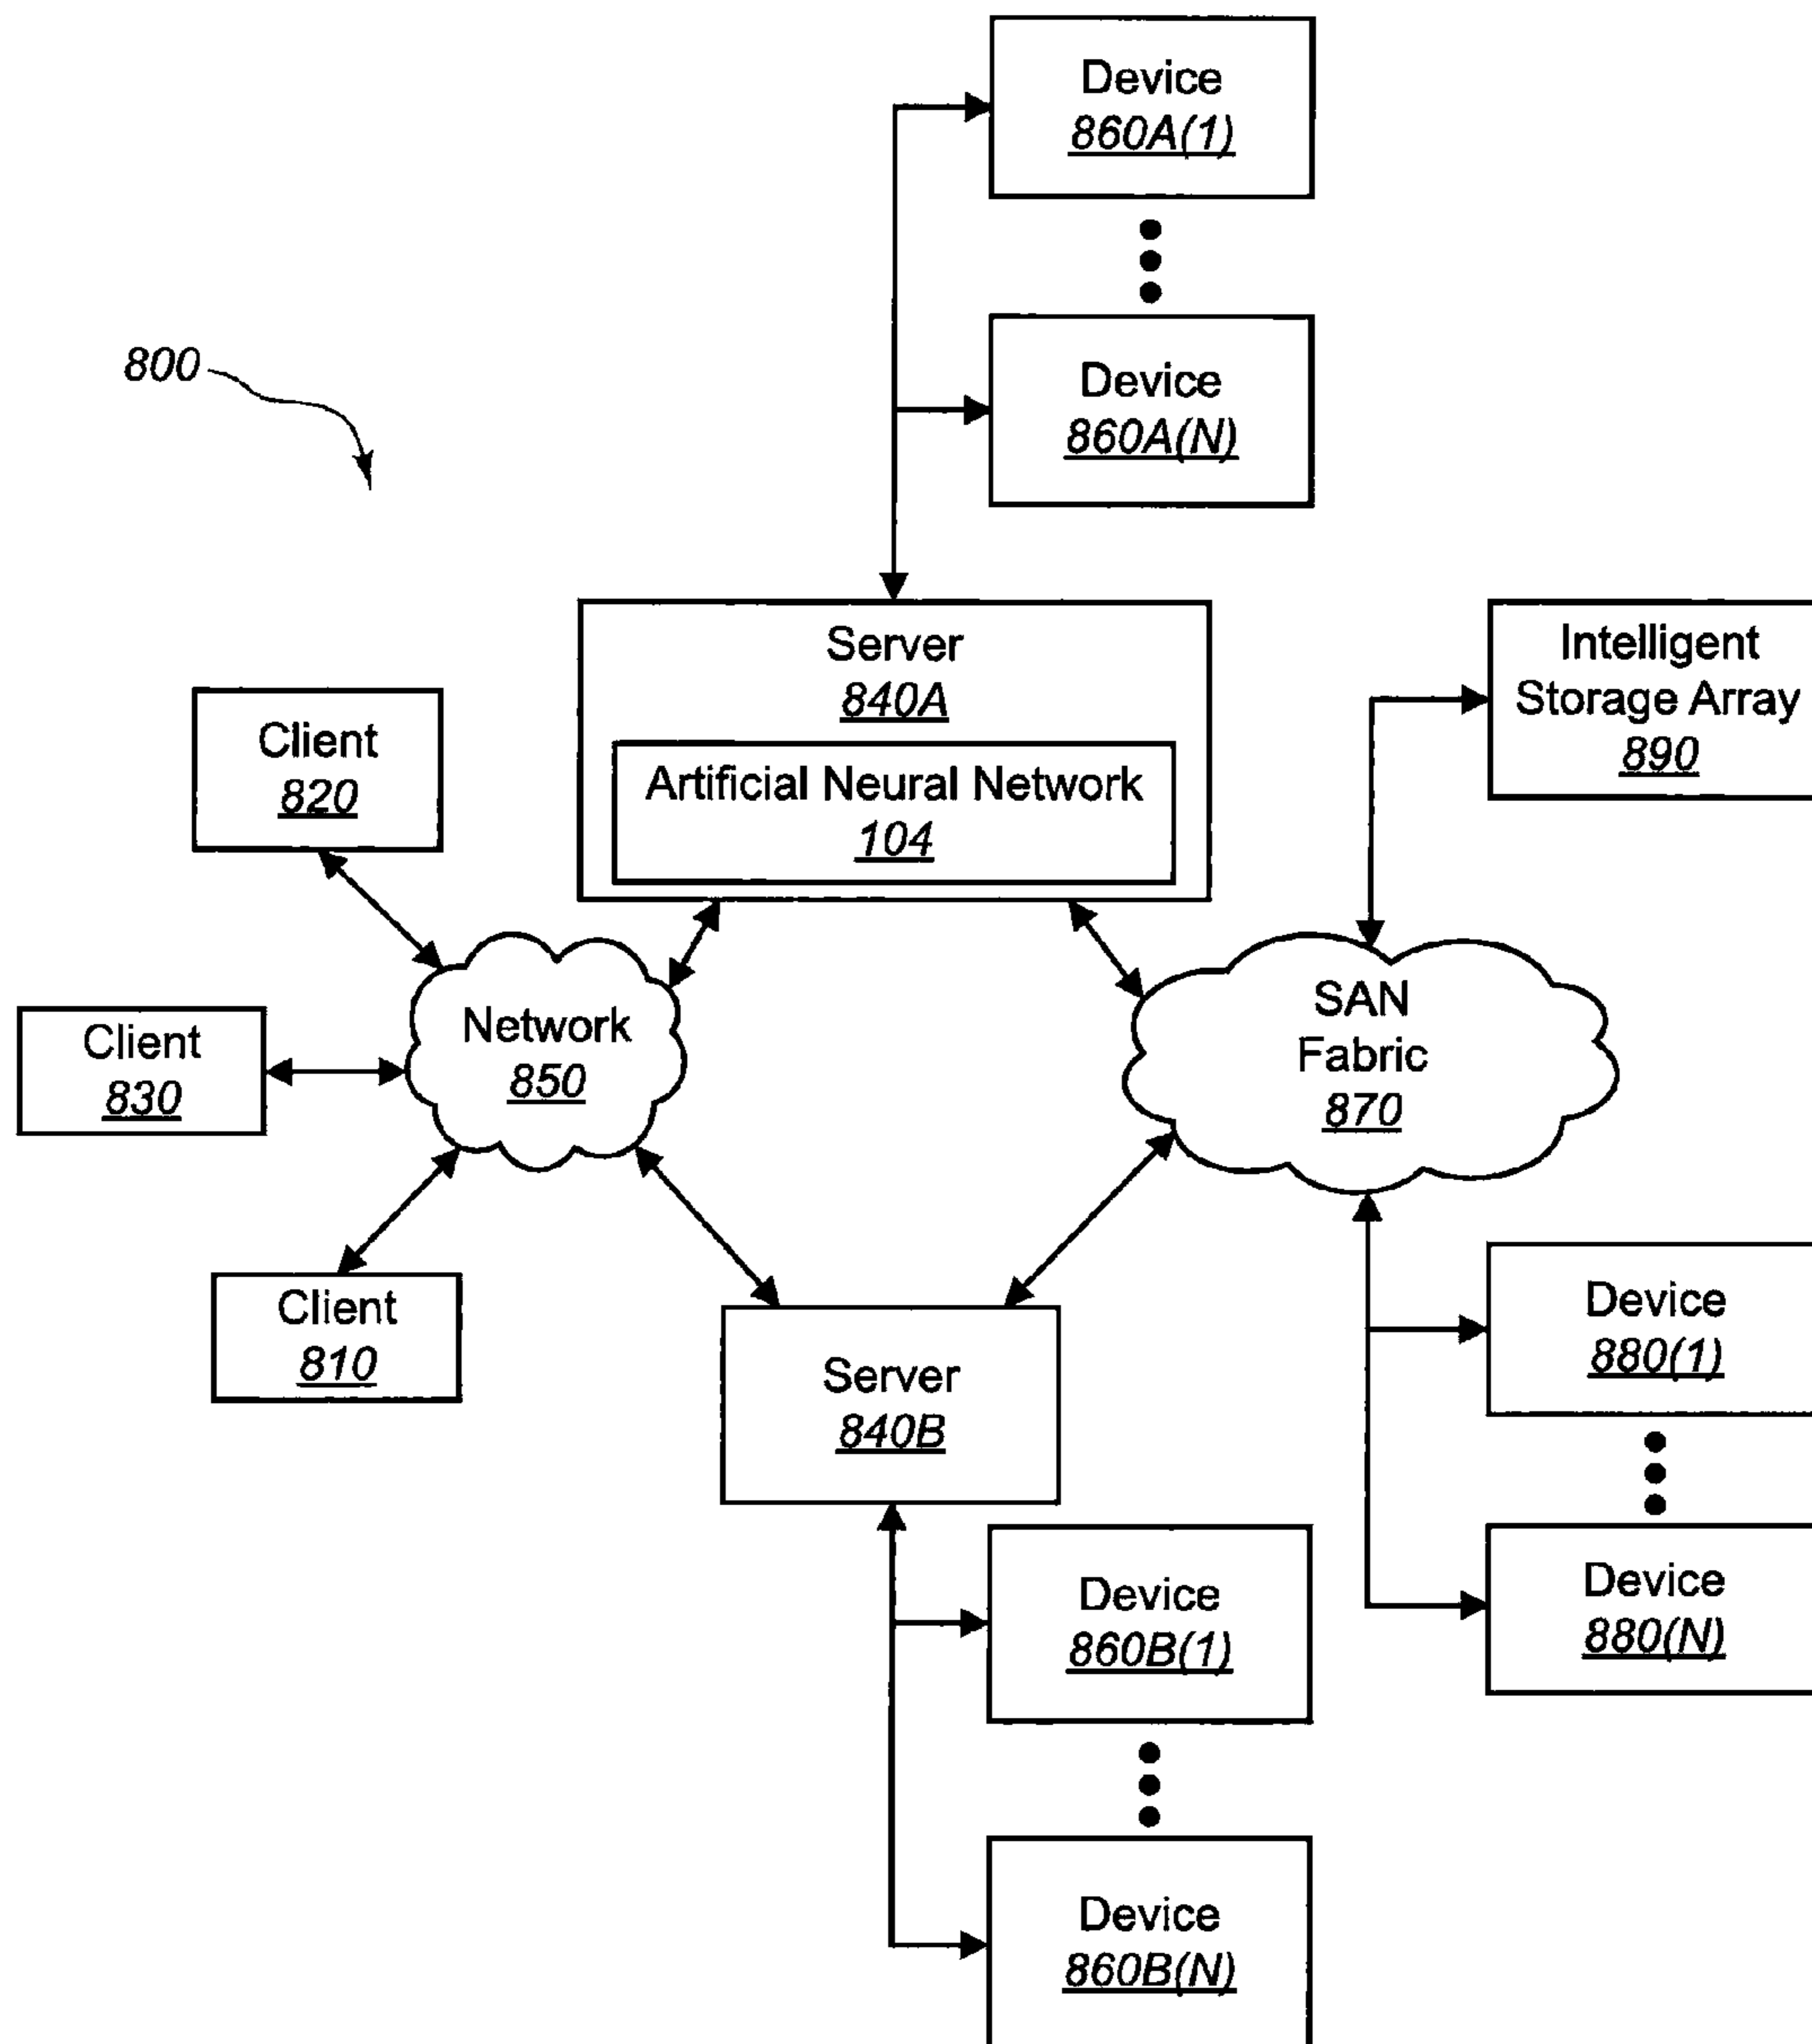 Device
860A(1)
Device
860A(N)
800
Server
840A
Artificial Neural Network
104
Intelligent
Storage Array
890
Client
820
Client
830
Network
850
SAN
Fabric
870
Client
810
Server
840B
Device
880(1)
Device
880(N)
Device
860B(1)
Device
860B(N)